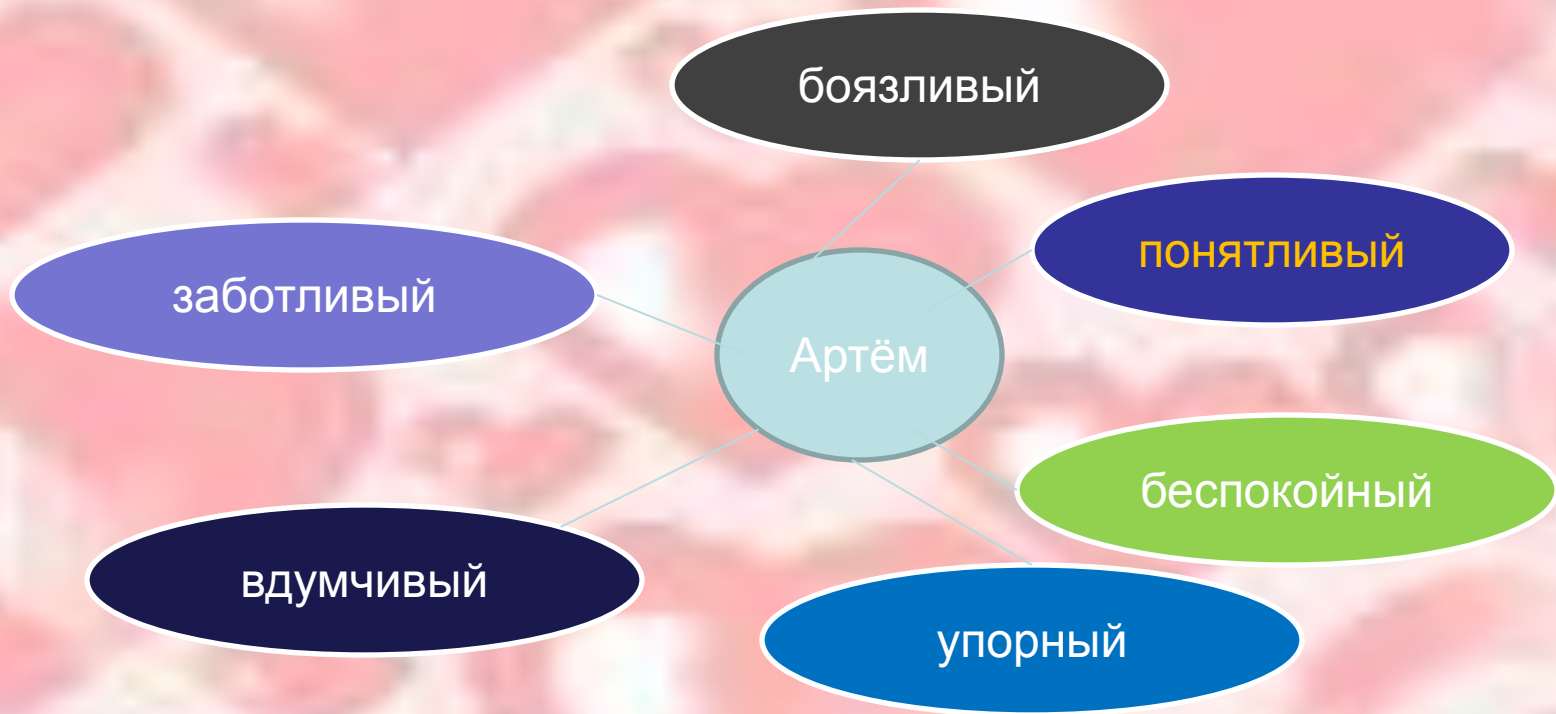 боязливый
понятливый
заботливый
Артём
беспокойный
вдумчивый
упорный